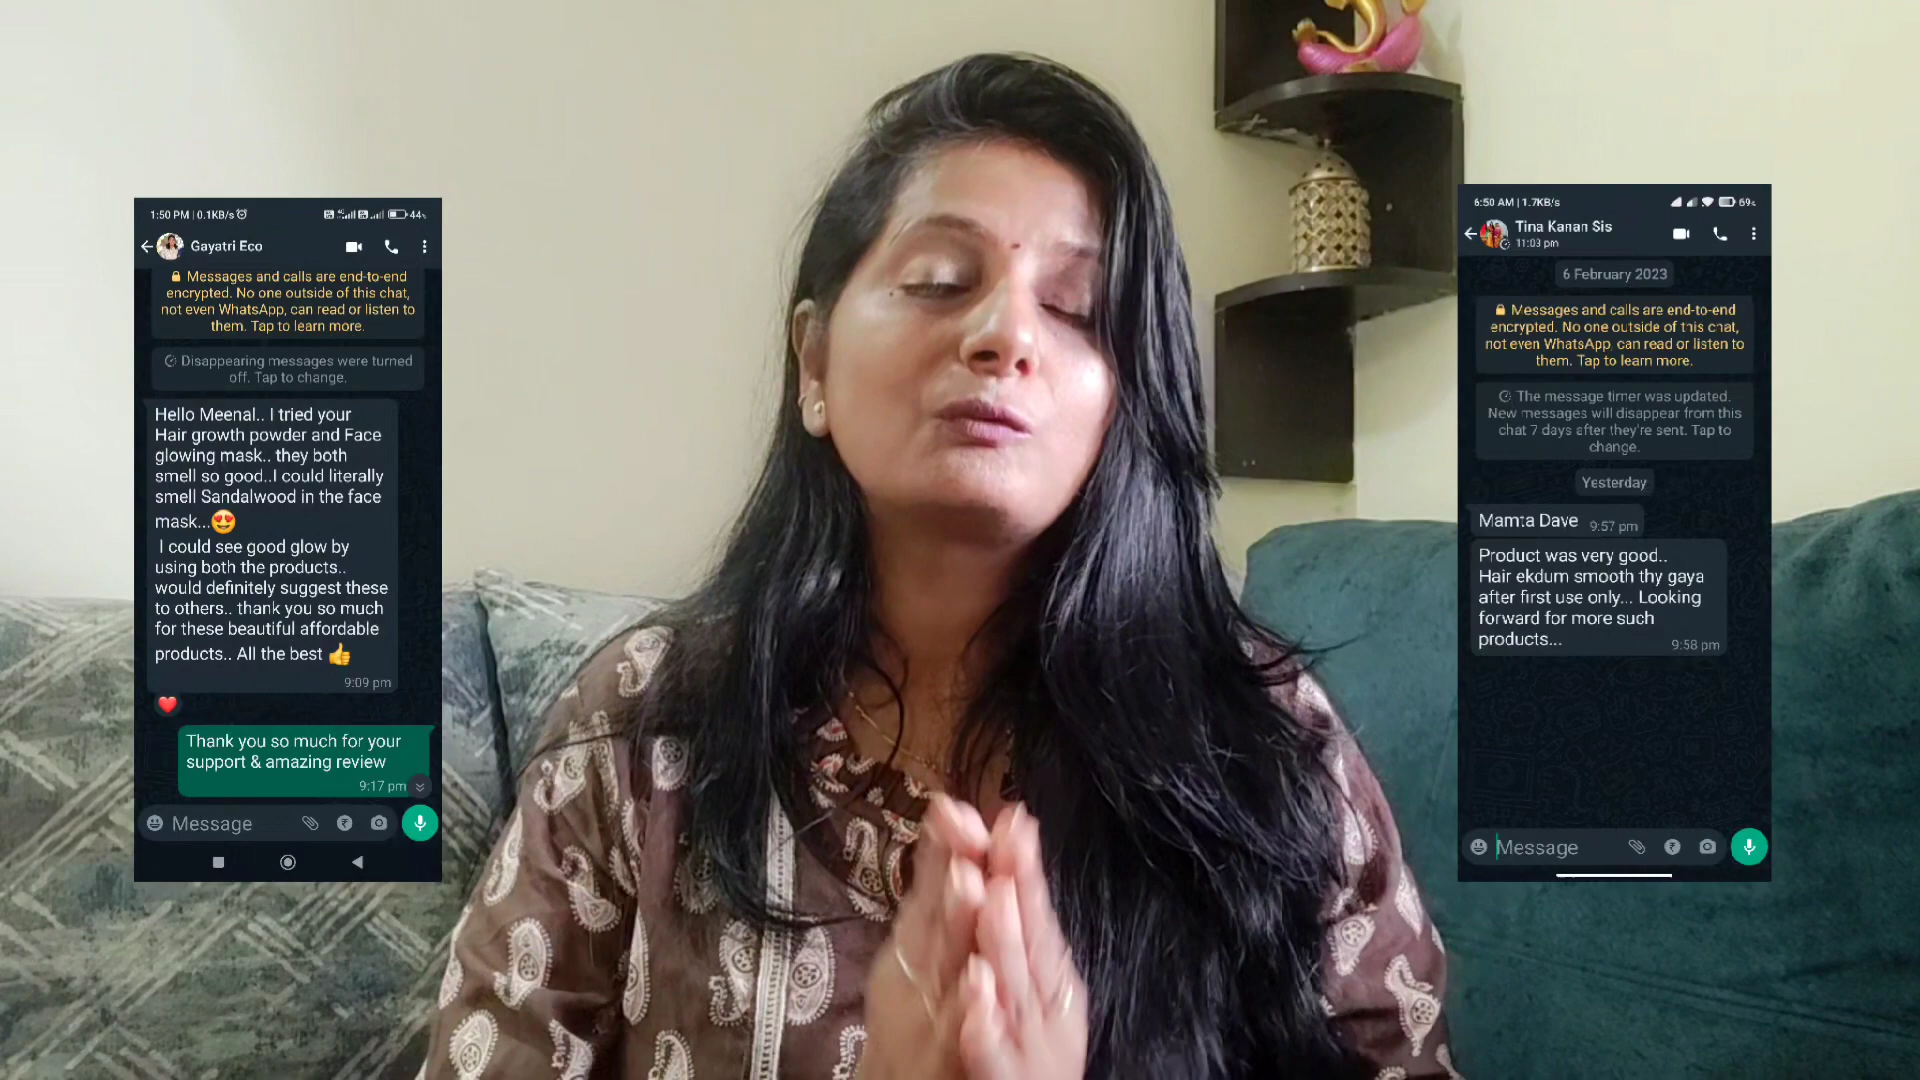 1:50 PM | 0.1KB/s
44
Gayatri Eco
Messages and calls are end-to-end
encrypted. No one outside of this chat,
not even WhatsApp, can read or listen to
them. Tap to learn more.
Disappearing messages were turned
off. Tap to change.
Hello Meenal.. I tried your
Hair growth powder and Face
glowing mask.. they both
smell so good..I could literally
smell Sandalwood in the face
mask...😍
I could see good glow by
using both the products..
would definitely suggest these
to others.. thank you so much
for these beautiful affordable
products.. All the best 👍
9:09 pm
❤️
Thank you so much for your
support & amazing review
9:17 pm
Message
6:50 AM | 1.7KB/s
69
Tina Kanan Sis
11:03 pm
6 February 2023
Messages and calls are end-to-end
encrypted. No one outside of this chat,
not even WhatsApp, can read or listen to
them. Tap to learn more.
The message timer was updated.
New messages will disappear from this
chat 7 days after they're sent. Tap to
change.
Yesterday
Mamta Dave 9:57 pm
Product was very good..
Hair ekdum smooth thy gaya
after first use only... Looking
forward for more such
products...
9:58 pm
Message